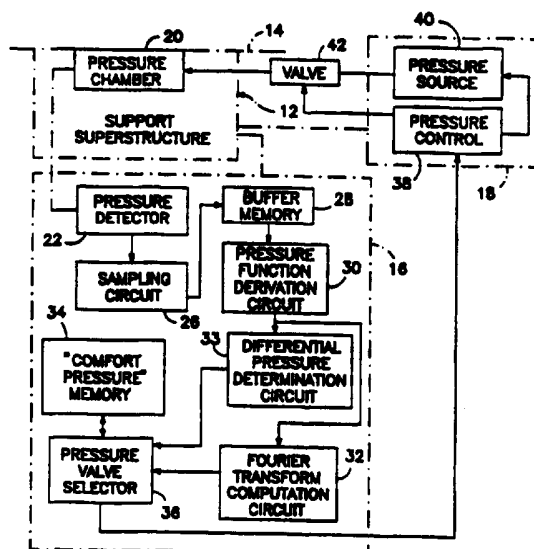 20
14
40
42
PRESSURE
CHAMBER
VALVE
PRESSURE
SOURCE
12
SUPPORT
SUPERSTRUCTURE
PRESSURE
CONTROL
38
18
PRESSURE
DETECTOR
22
BUFFER
MEMORY
28
16
SAMPLING
CIRCUIT
26
PRESSURE
FUNCTION
DERIVATION
CIRCUIT
30
34
"COMFORT
PRESSURE"
MEMORY
33
DIFFERENTIAL
PRESSURE
DETERMINATION
CIRCUIT
PRESSURE
VALVE
SELECTOR
36
FOURIER
TRANSFORM
COMPUTATION
CIRCUIT
32